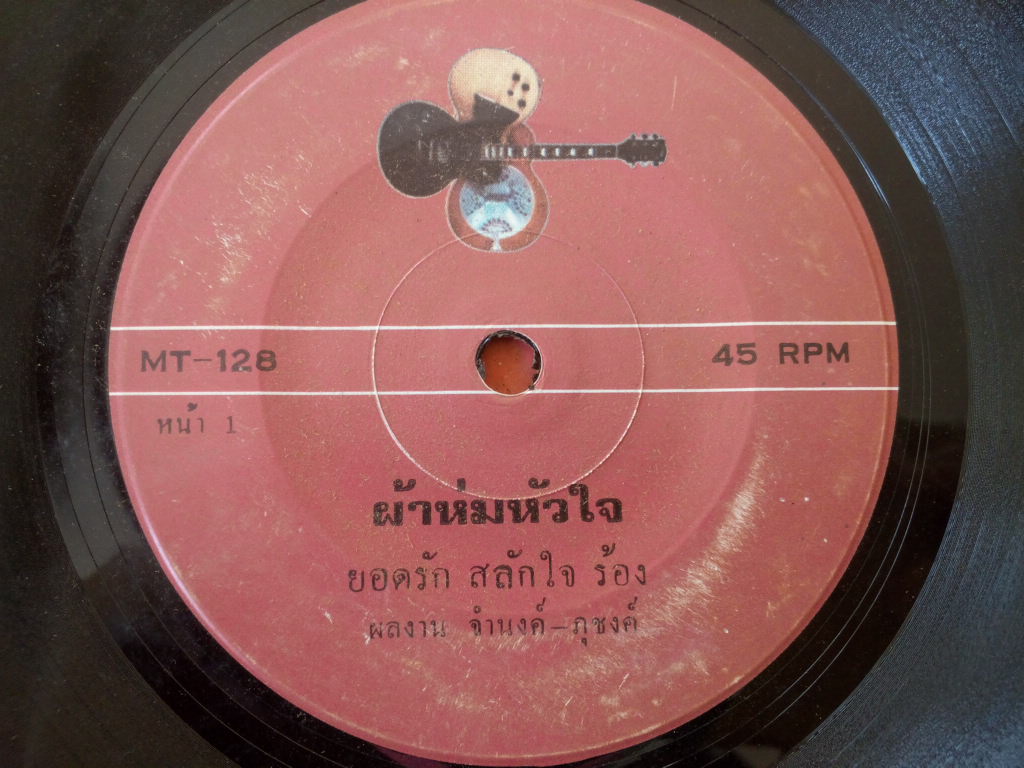 MT-128
45 RPM
หน้า 1
ผ้าห่มหัวใจ
ยอดรัก สลักใจ ร้อง
ผลงาน จำนงค์-ภุชงค์